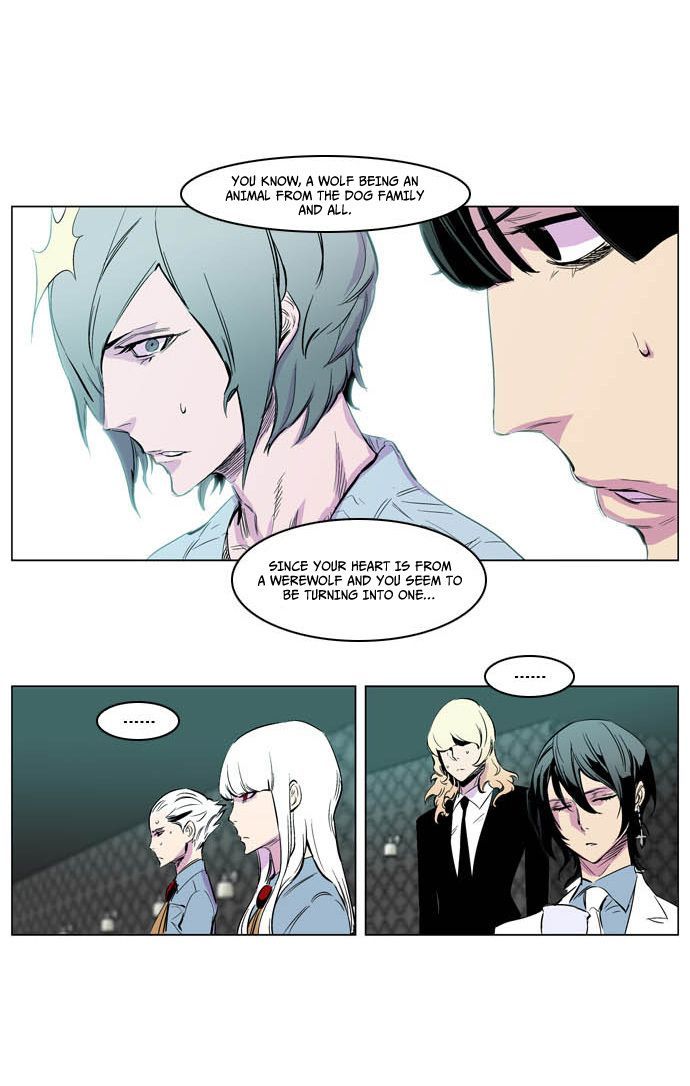 YOU KNOW, A WOLF BEING AN
ANIMAL FROM THE DOG FAMILY
AND ALL.
SINCE YOUR HEART IS FROM
A WEREWOLF AND YOU SEEM TO
BE TURNING INTO ONE...
------
------